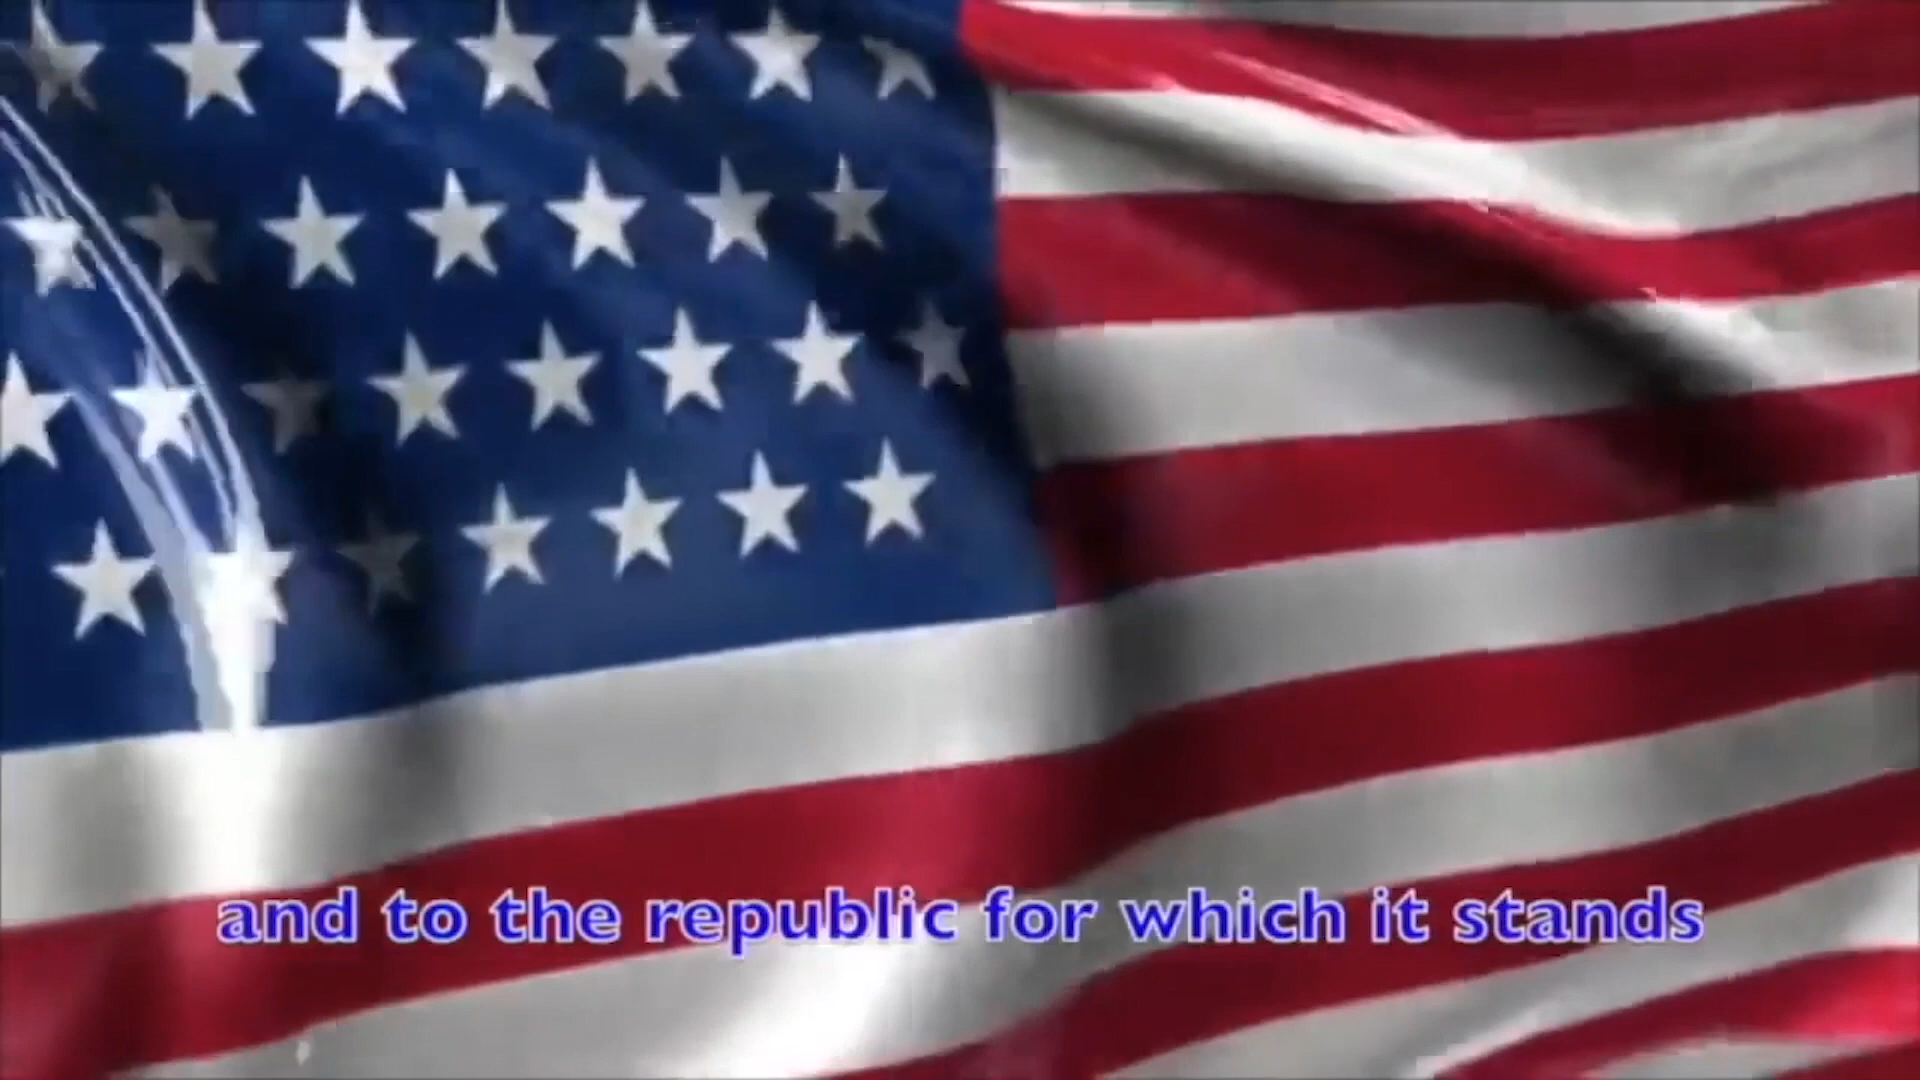 and to the republic for which it stands